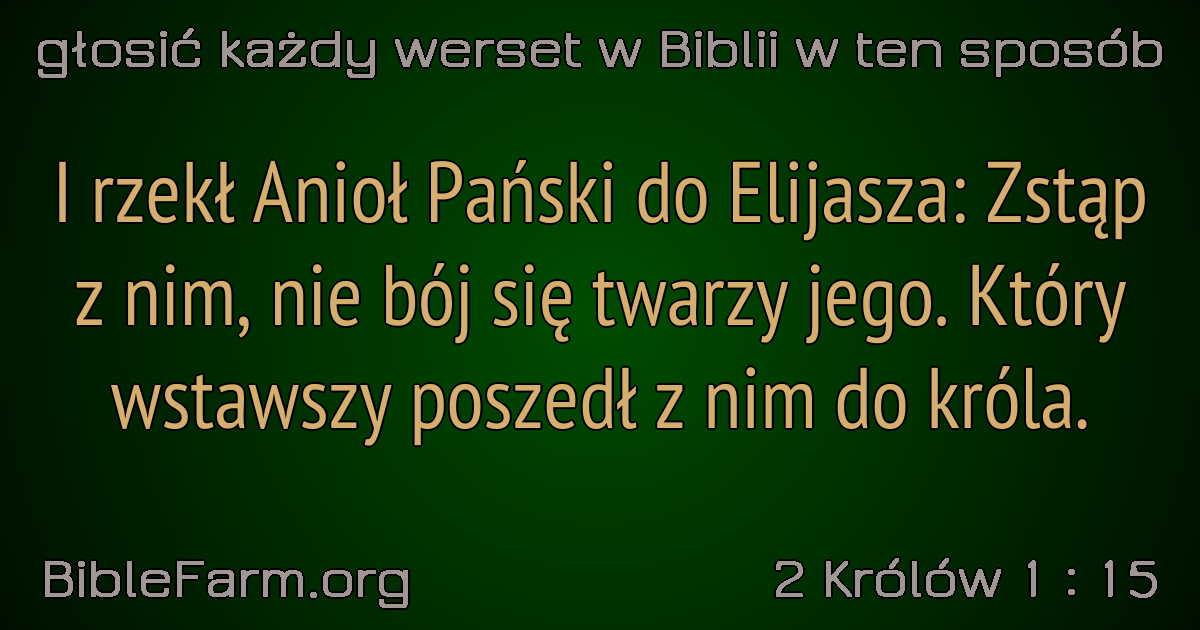 głosić każdy werset w Biblii w ten sposób
I rzekł Anioł Pański do Elijasza: Zstąp
z nim, nie bój się twarzy jego. Który
wstawszy poszedł z nim do króla.
BibleFarm.org
2 Królów 1 : 15